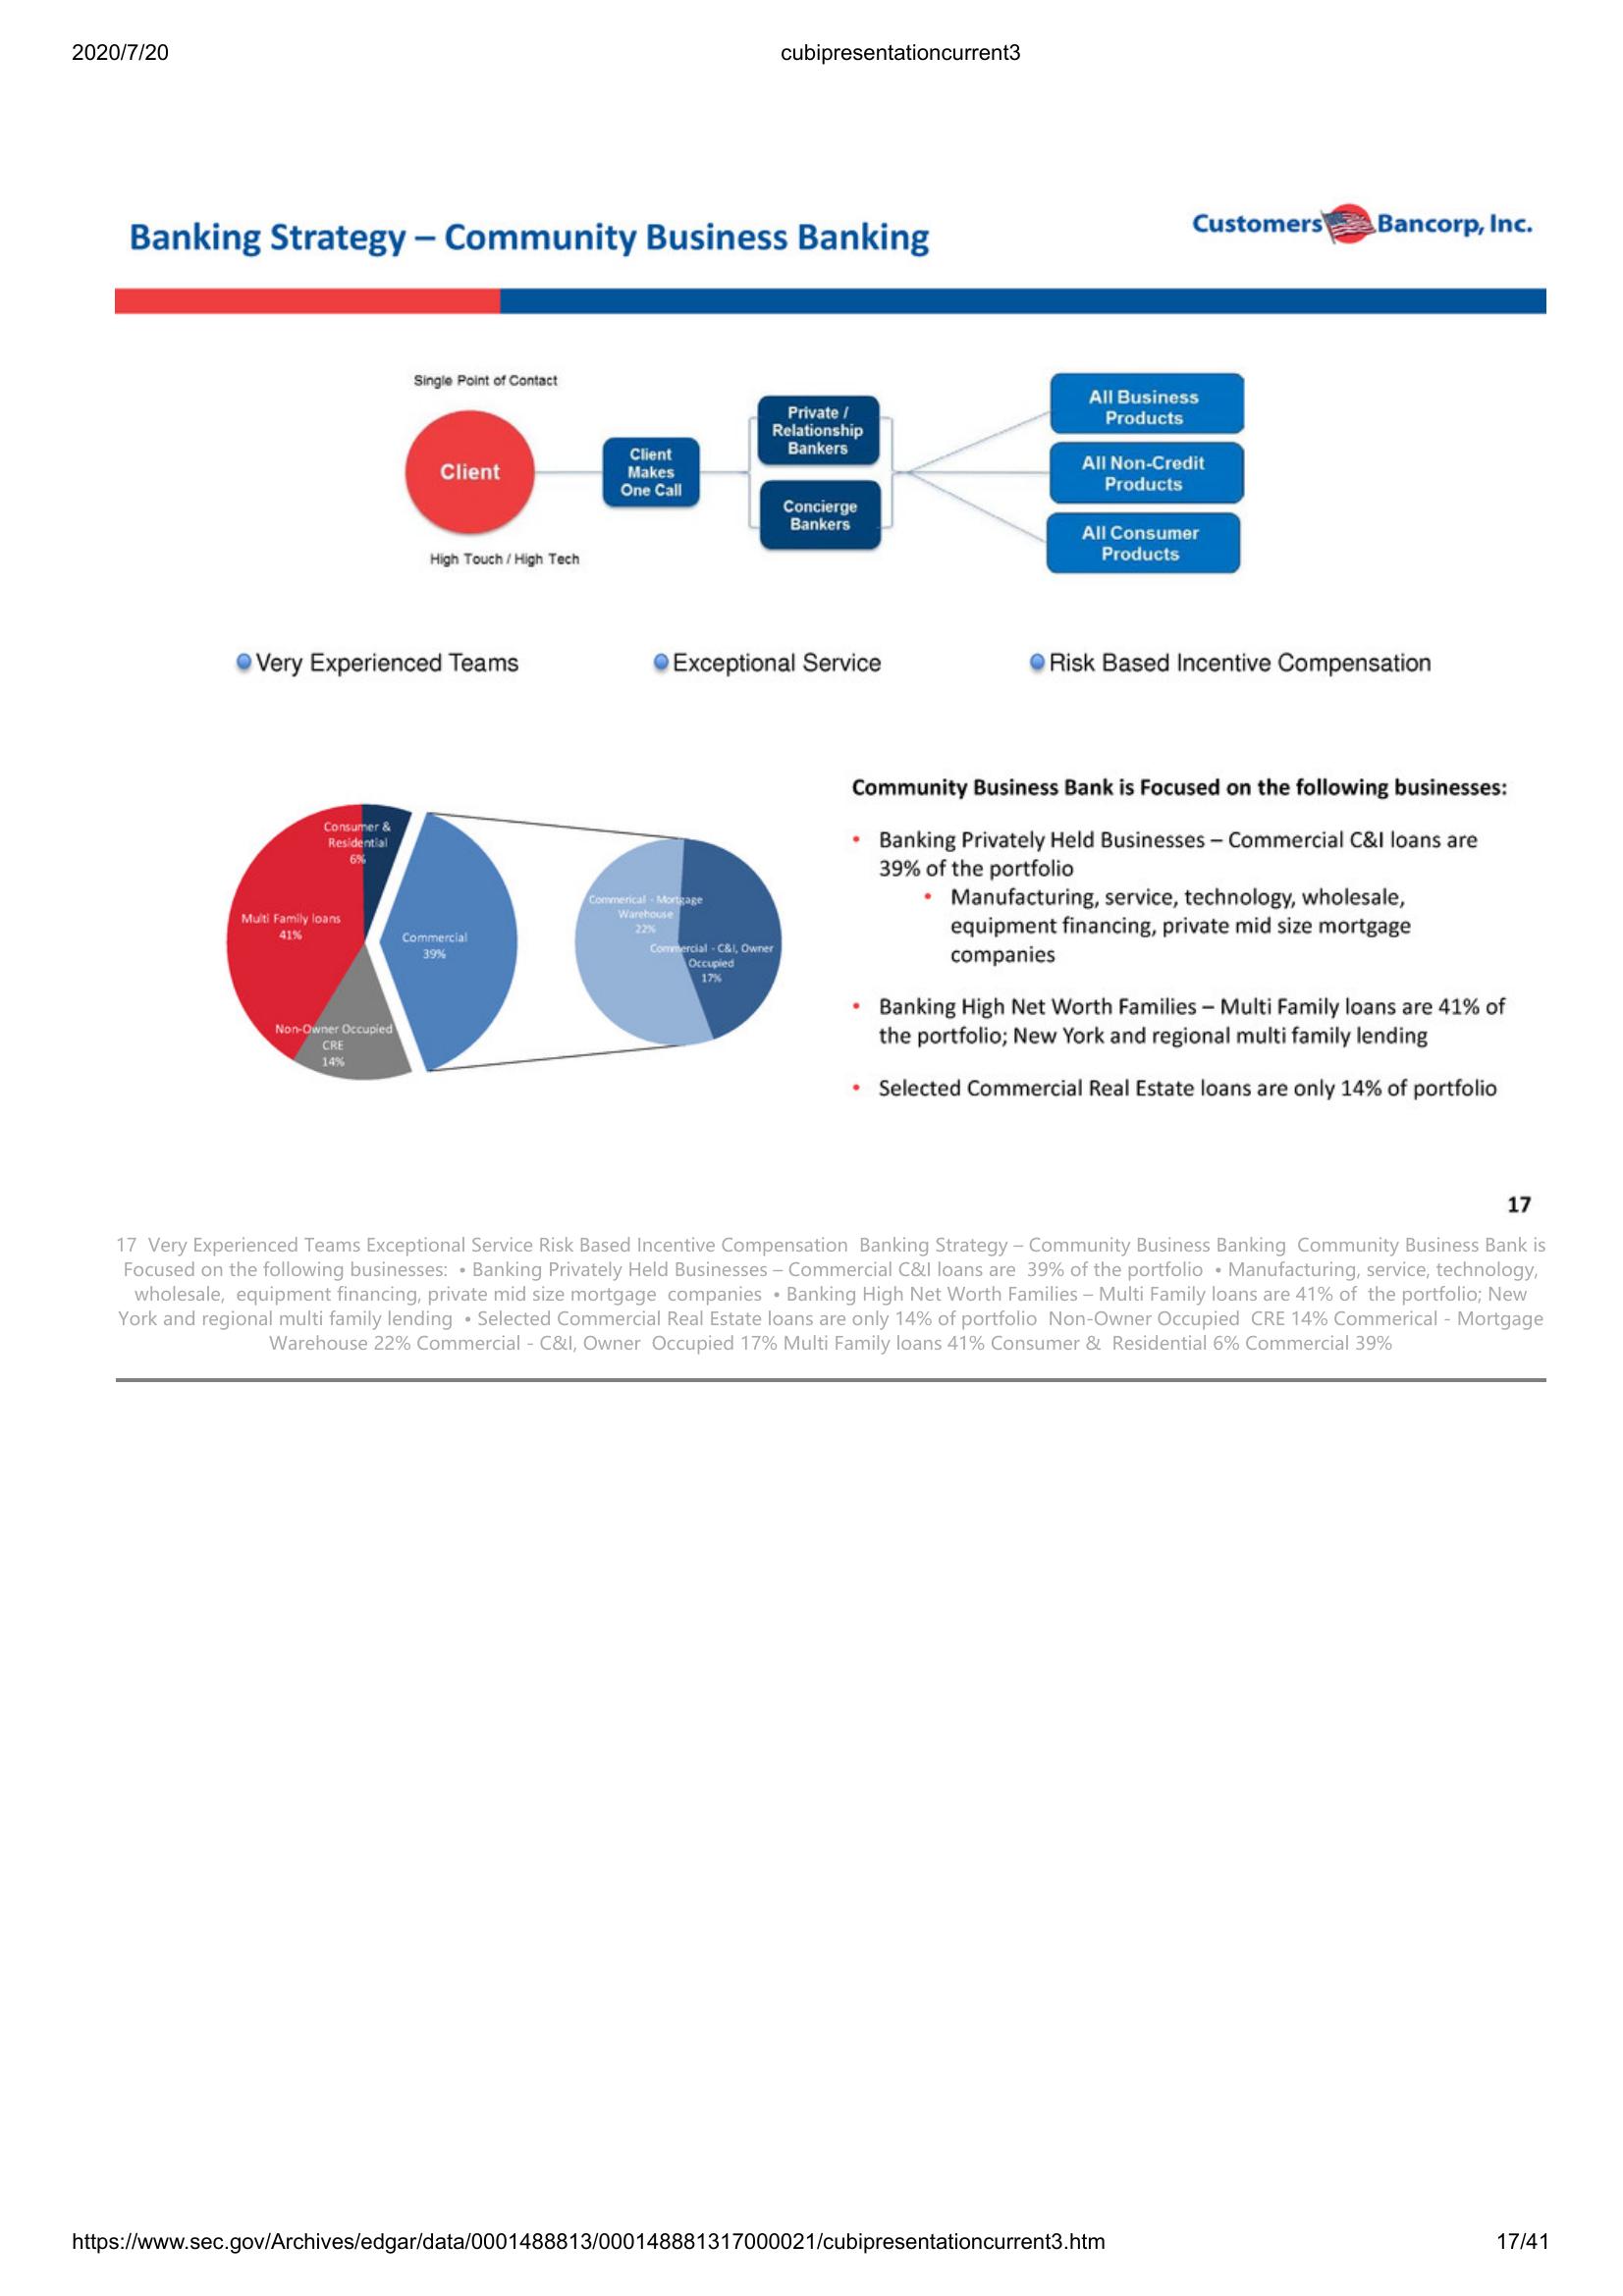 2020/7/20
cubipresentationcurrent3
Banking Strategy – Community Business Banking
Customers Bancorp, Inc.
Single Point of Contact
Client
High Touch / High Tech
Client
Makes
One Call
Private /
Relationship
Bankers
Concierge
Bankers
All Business
Products
All Non-Credit
Products
All Consumer
Products
Very Experienced Teams
Exceptional Service
Risk Based Incentive Compensation
Consumer &
Residential
6%
Multi Family loans
41%
Non-Owner Occupied
CRE
14%
Commercial
39%
Commerical - Mortgage
Warehouse
22%
Commercial - C&I, Owner
Occupied
17%
Community Business Bank is Focused on the following businesses:
• Banking Privately Held Businesses – Commercial C&I loans are
39% of the portfolio
• Manufacturing, service, technology, wholesale,
equipment financing, private mid size mortgage
companies
• Banking High Net Worth Families – Multi Family loans are 41% of
the portfolio; New York and regional multi family lending
• Selected Commercial Real Estate loans are only 14% of portfolio
17
17 Very Experienced Teams Exceptional Service Risk Based Incentive Compensation Banking Strategy – Community Business Banking Community Business Bank is
Focused on the following businesses: • Banking Privately Held Businesses – Commercial C&I loans are 39% of the portfolio • Manufacturing, service, technology,
wholesale, equipment financing, private mid size mortgage companies • Banking High Net Worth Families – Multi Family loans are 41% of the portfolio; New
York and regional multi family lending • Selected Commercial Real Estate loans are only 14% of portfolio Non-Owner Occupied CRE 14% Commerical - Mortgage
Warehouse 22% Commercial - C&I, Owner Occupied 17% Multi Family loans 41% Consumer & Residential 6% Commercial 39%
https://www.sec.gov/Archives/edgar/data/0001488813/000148881317000021/cubipresentationcurrent3.htm
17/41